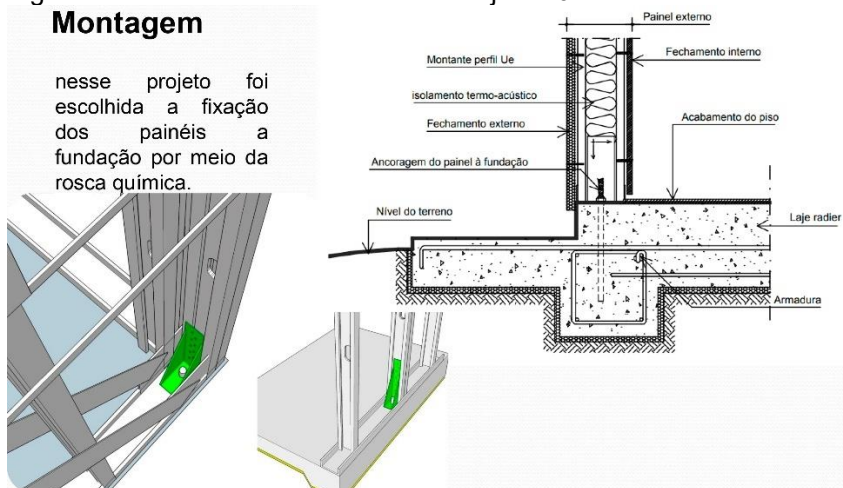 Montagem
nesse projeto foi
escolhida a fixação
dos painéis a
fundação por meio da
rosca química.
Painel externo
Montante perfil Ue
Fechamento interno
isolamento termo-acústico
Fechamento externo
Acabamento do piso
Ancoragem do painel à fundação
Nível do terreno
Laje radier
Armadura